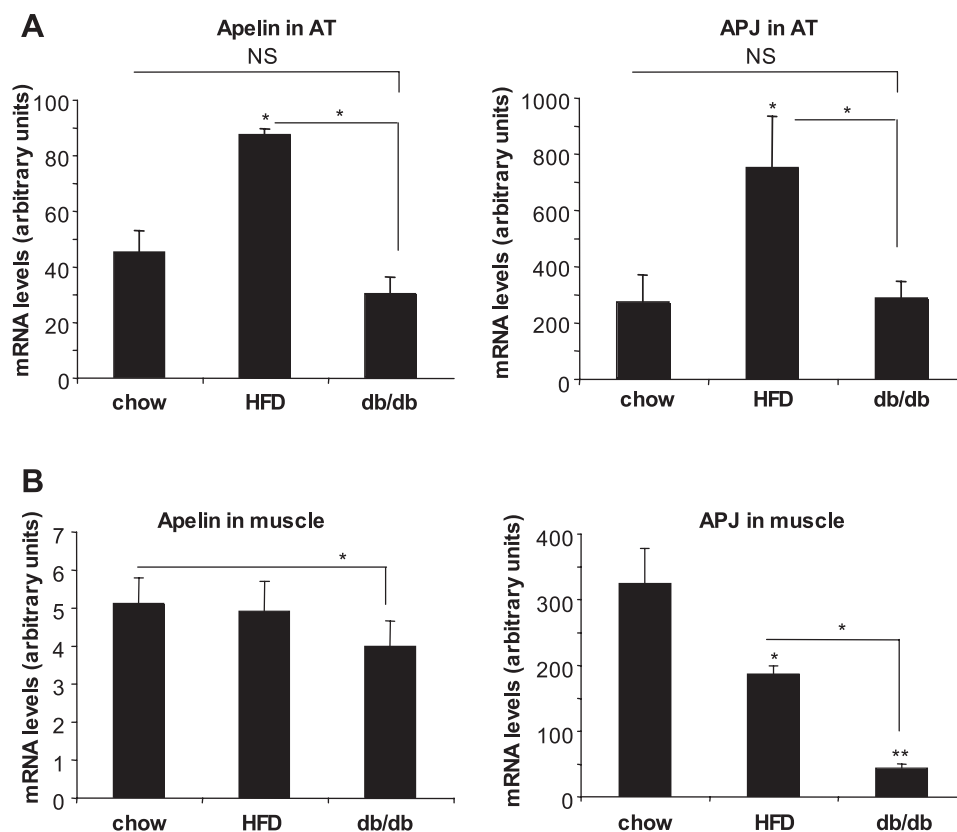 A
Apelin in AT
NS
mRNA levels (arbitrary units)
100
80
60
40
20
0
*
*
chow HFD db/db
APJ in AT
NS
mRNA levels (arbitrary units)
1000
800
600
400
200
0
*
*
chow HFD db/db
B
Apelin in muscle
mRNA levels (arbitrary units)
7
6
5
4
3
2
1
0
*
chow HFD db/db
APJ in muscle
mRNA levels (arbitrary units)
400
300
200
100
0
*
*
**
chow HFD db/db